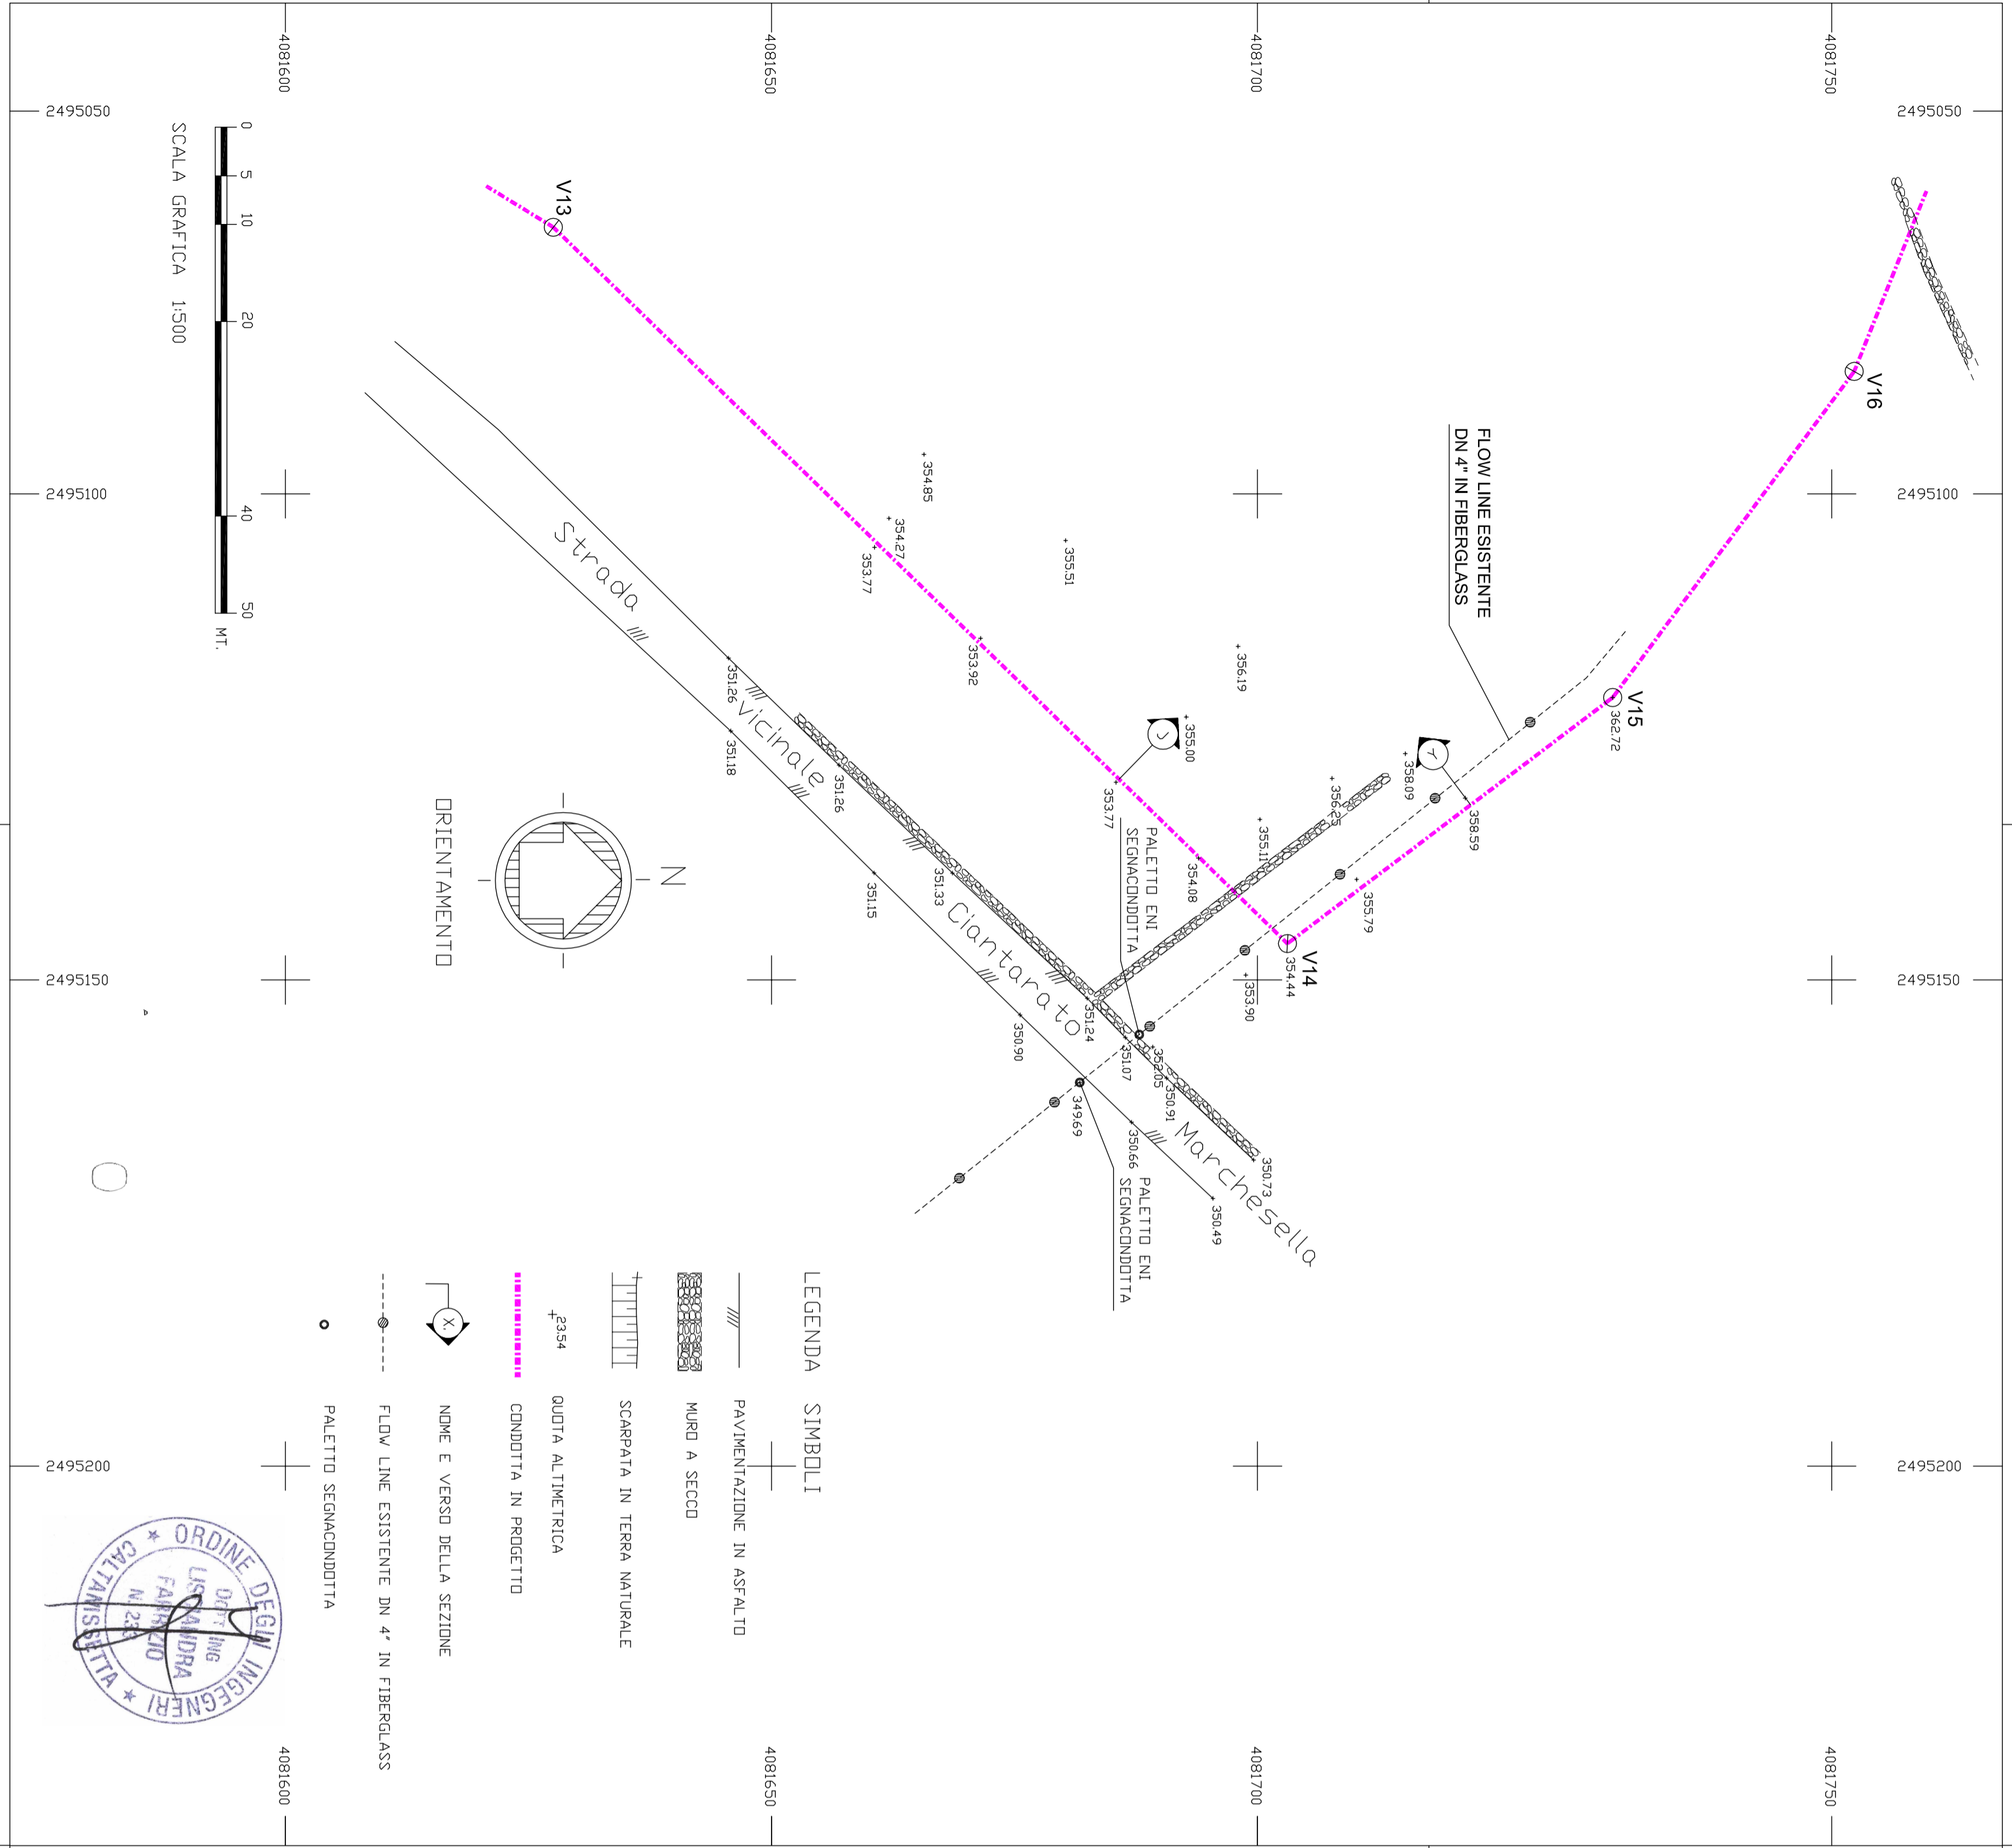 4081600
4081650
4081700
4081750
2495050
2495050
2495100
2495100
2495150
2495150
2495200
2495200
4081600
4081650
4081700
4081750
V16
V15
362.72
V14
354.44
V13
FLOW LINE ESISTENTE
DN 4" IN FIBERGLASS
358.59
358.09
Y
356.25
355.79
355.11
353.90
356.19
355.00
J
355.51
354.08
353.77
353.92
354.85
354.27
353.77
PALETTO ENI
SEGNACONDOTTA
351.24
351.07
352.05
350.91
350.73
350.49
350.66
349.69
350.90
351.33
351.15
351.26
351.26
351.18
PALETTO ENI
SEGNACONDOTTA
Strada vicinale Ciantarato Marchesella
N
ORIENTAMENTO
0 5 10 20 40 50 MT.
SCALA GRAFICA 1:500
LEGENDA SIMBOLI
PAVIMENTAZIONE IN ASFALTO
MURO A SECCO
SCARPATA IN TERRA NATURALE
23.54
QUOTA ALTIMETRICA
CONDOTTA IN PROGETTO
X.
NOME E VERSO DELLA SEZIONE
FLOW LINE ESISTENTE DN 4" IN FIBERGLASS
PALETTO SEGNACONDOTTA
ORDINE DEGLI INGEGNERI
CALTANISSETTA
DOTT. ING
FABRIZIO